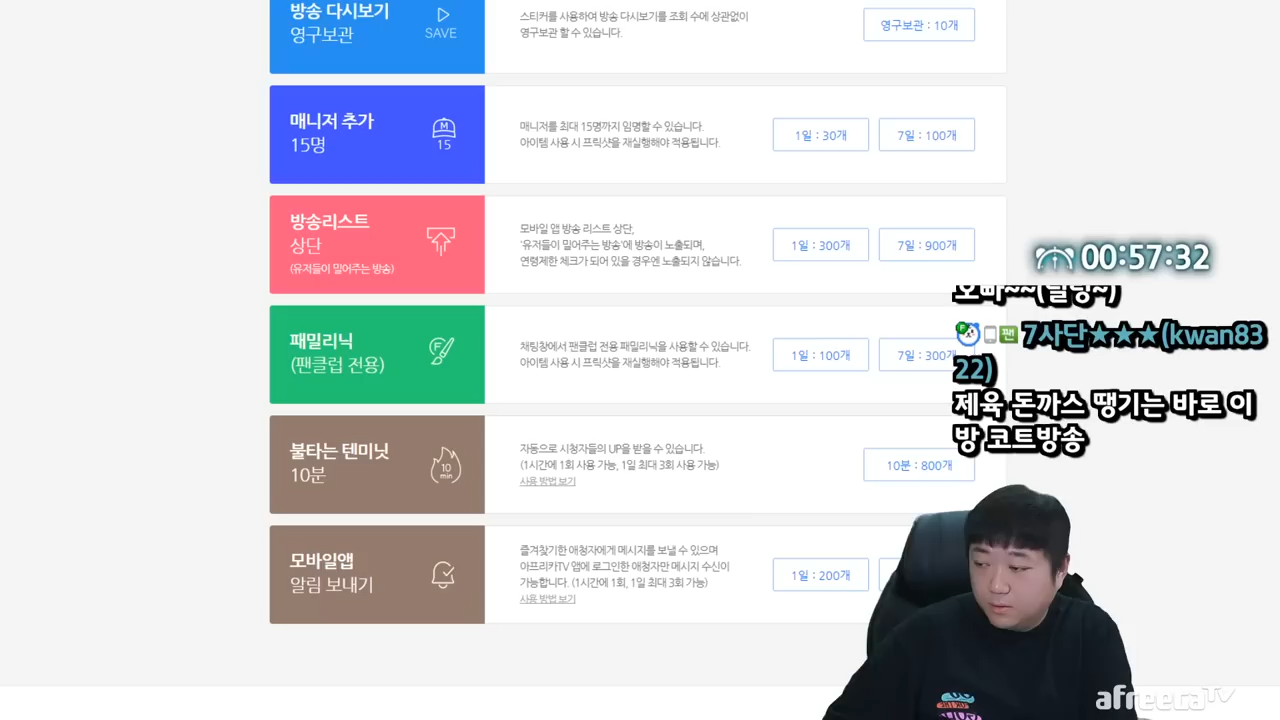 방송 다시보기
영구보관
SAVE
스티커를 사용하여 방송 다시보기를 조회 수에 상관없이
영구보관 할 수 있습니다.
영구보관 : 10개
매니저 추가
15명
M
15
매니저를 최대 15명까지 임명할 수 있습니다.
아이템 사용 시 프릭샷을 재실행해야 적용됩니다.
1일 : 30개
7일 : 100개
방송리스트
상단
(유저들이 밀어주는 방송)
모바일 앱 방송 리스트 상단,
'유저들이 밀어주는 방송'에 방송이 노출되며,
연령제한 체크가 되어 있을 경우엔 노출되지 않습니다.
1일 : 300개
7일 : 900개
00:57:32
패밀리닉
(팬클럽 전용)
F
채팅창에서 팬클럽 전용 패밀리닉을 사용할 수 있습니다.
아이템 사용 시 프릭샷을 재실행해야 적용됩니다.
1일 : 100개
7일 : 300개
F
팬
7사단★★★(kwan83
22)
제육 돈까스 땡기는 바로 이
방 코트방송
불타는 텐미닛
10분
10
min
자동으로 시청자들의 UP을 받을 수 있습니다.
(1시간에 1회 사용 가능, 1일 최대 3회 사용 가능)
사용 방법 보기
10분 : 800개
모바일앱
알림 보내기
즐겨찾기한 애청자에게 메시지를 보낼 수 있으며
아프리카TV 앱에 로그인한 애청자만 메시지 수신이
가능합니다. (1시간에 1회, 1일 최대 3회 가능)
사용 방법 보기
1일 : 200개
afreecaTV